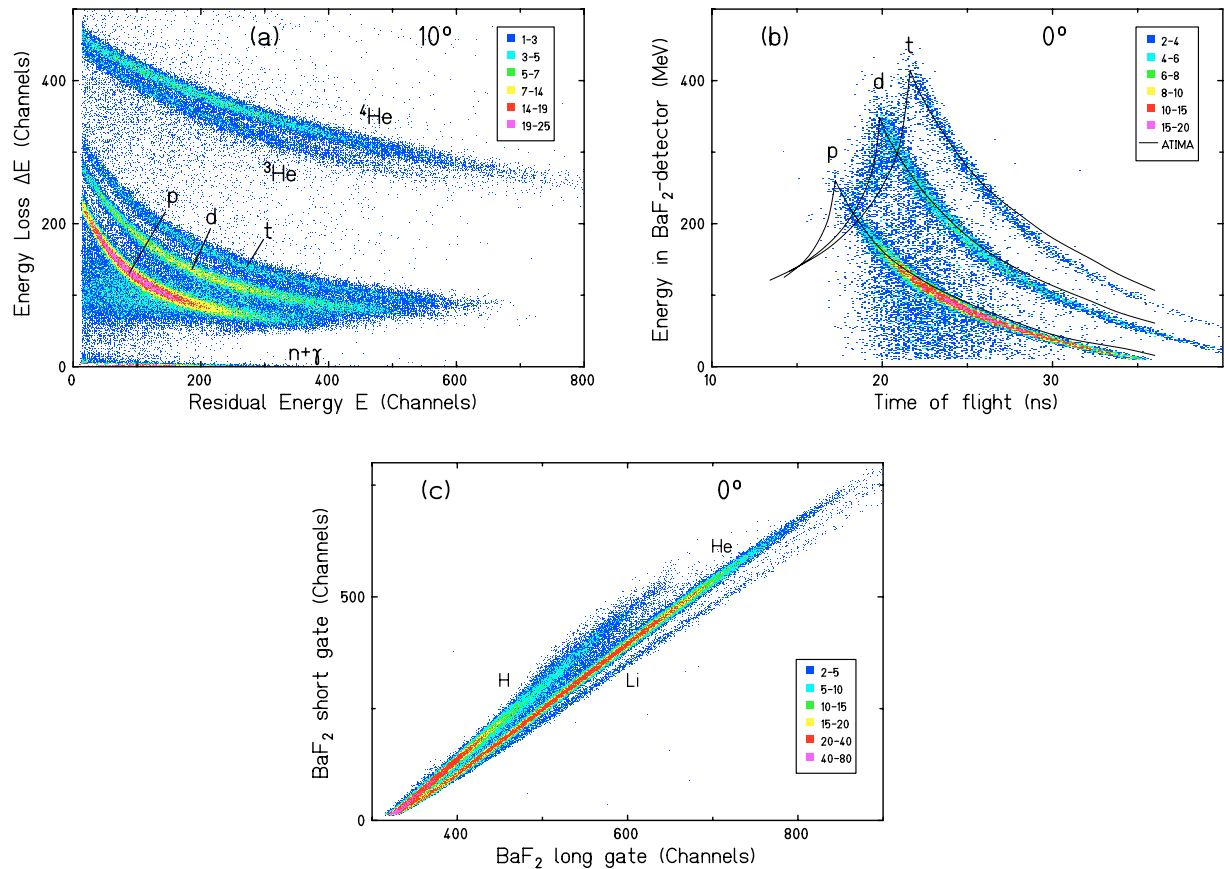 (a)
10°
1-3
3-5
5-7
7-14
14-19
19-25
⁴He
³He
p
d
t
n+γ
400
200
0
Energy Loss ΔE (Channels)
0
200
400
600
800
Residual Energy E (Channels)
(b)
0°
2-4
4-6
6-8
8-10
10-15
15-20
ATIMA
t
d
p
400
300
200
100
0
Energy in BaF₂-detector (MeV)
10
20
30
Time of flight (ns)
(c)
0°
He
H
Li
2-5
5-10
10-15
15-20
20-40
40-80
500
0
BaF₂ short gate (Channels)
400
600
800
BaF₂ long gate (Channels)